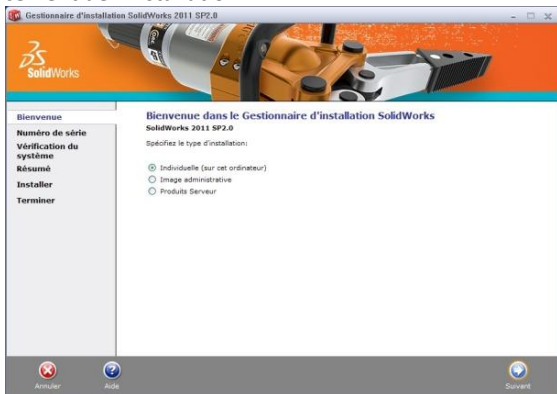 Gestionnaire d'installation SolidWorks 2011 SP2.0
SolidWorks
Bienvenue
Numéro de série
Vérification du
système
Résumé
Installer
Terminer
Bienvenue dans le Gestionnaire d'installation SolidWorks
SolidWorks 2011 SP2.0
Spécifiez le type d'installation:
Individuelle (sur cet ordinateur)
Image administrative
Produits Serveur
Annuler
Aide
Suivant